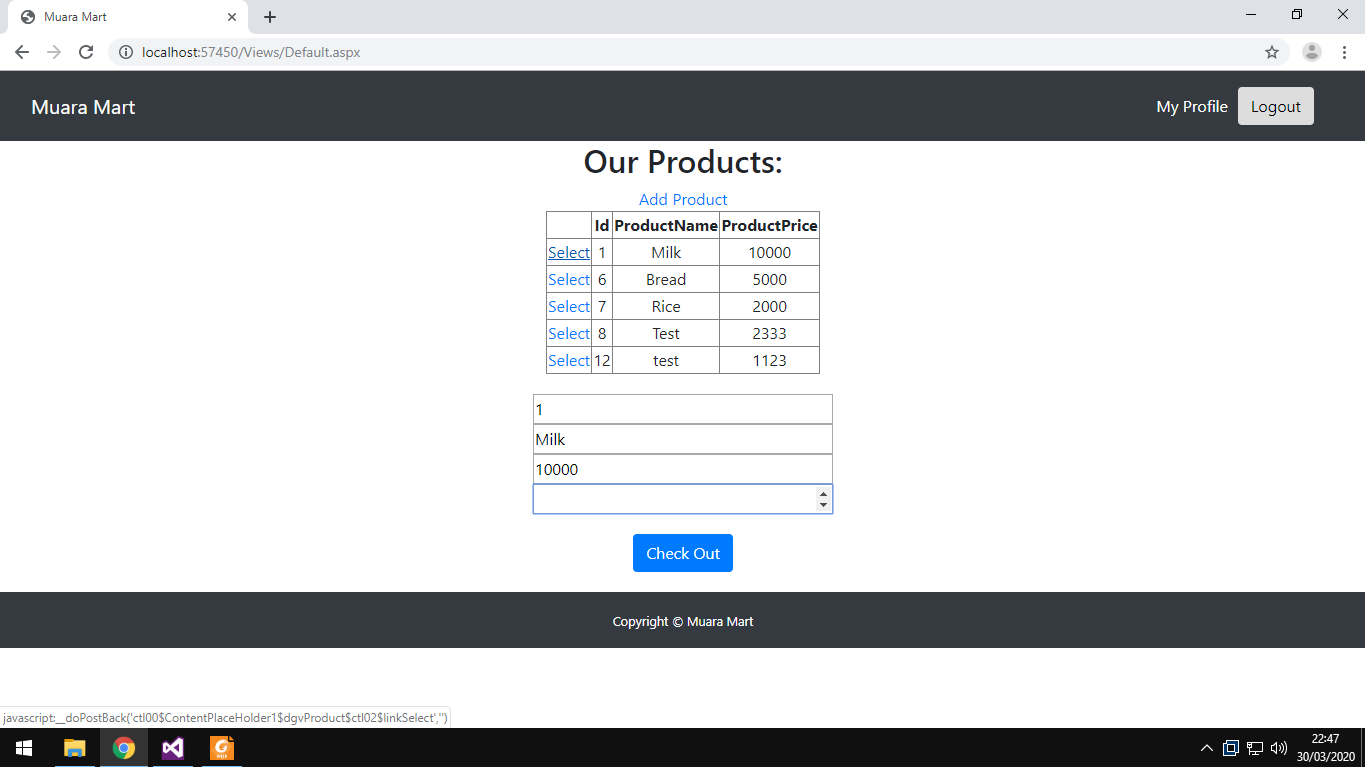 Muara Mart
localhost:57450/Views/Default.aspx
Muara Mart My Profile Logout
Our Products:
Add Product
Id ProductName ProductPrice
Select 1 Milk 10000
Select 6 Bread 5000
Select 7 Rice 2000
Select 8 Test 2333
Select 12 test 1123
1
Milk
10000
Check Out
Copyright © Muara Mart
javascript:__doPostBack('ctl00$ContentPlaceHolder1$dgvProduct$ctl02$linkSelect','')
G
PDF
22:47
30/03/2020